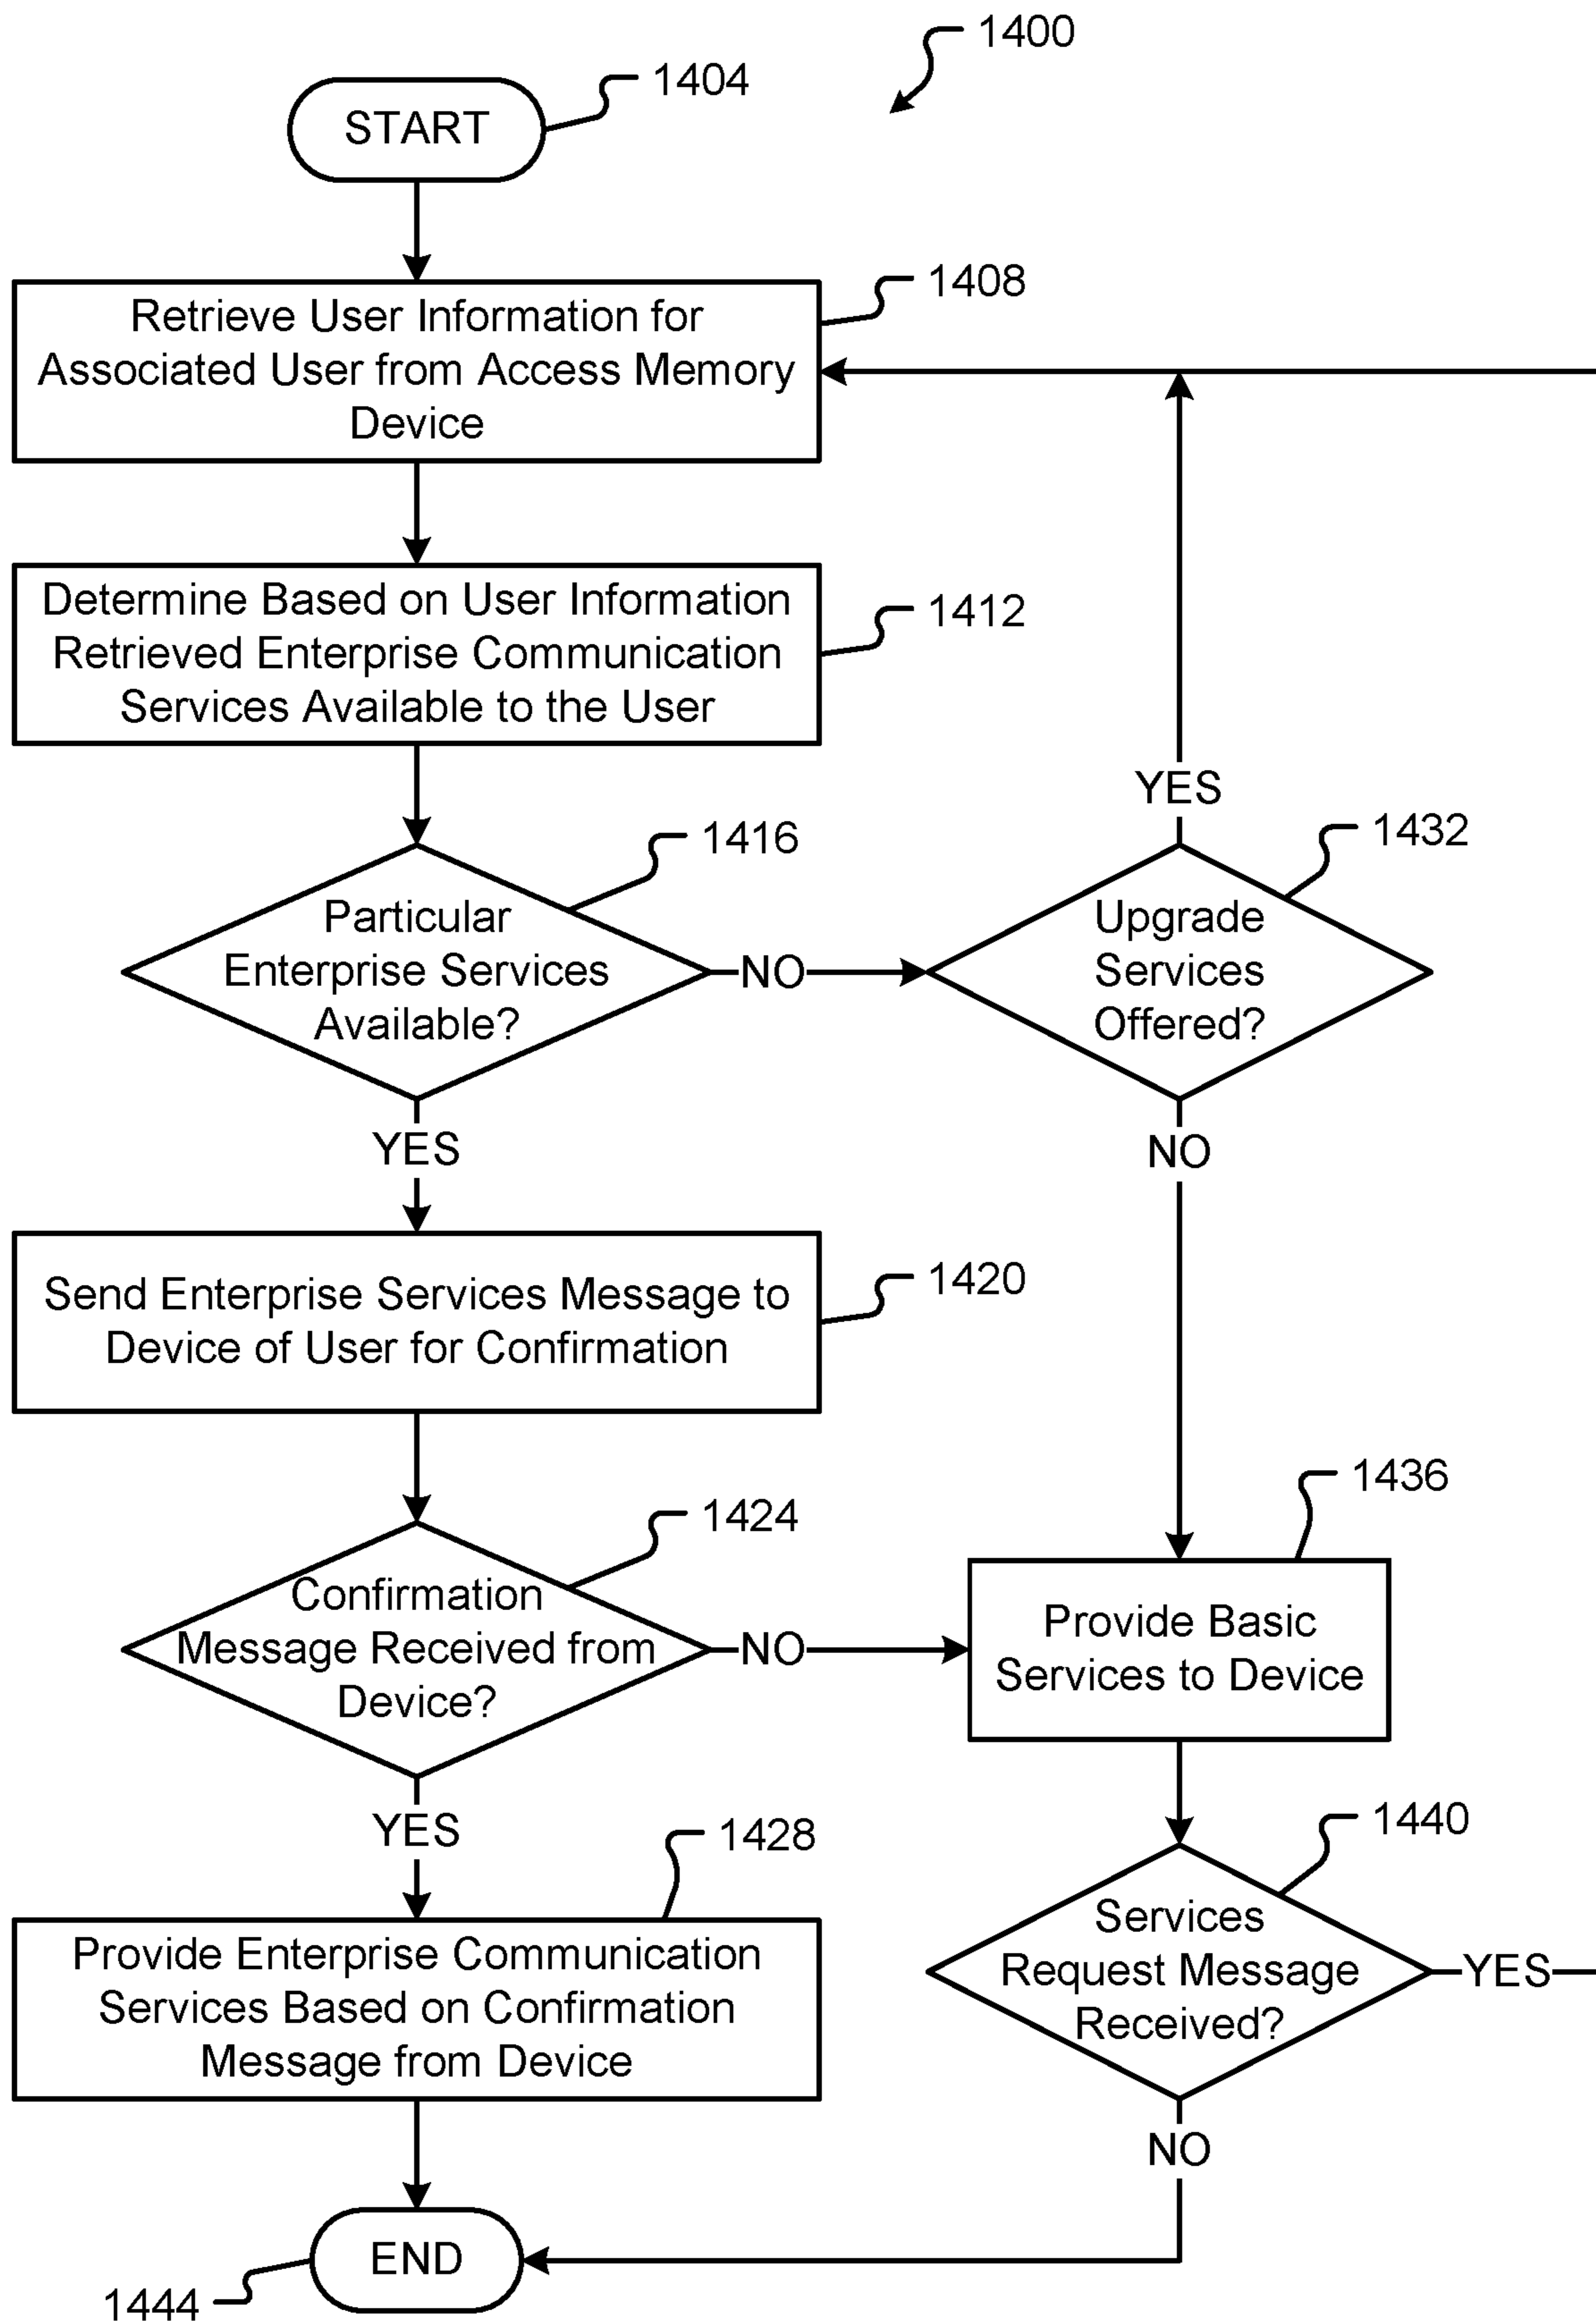 1400
START
1404
Retrieve User Information for
Associated User from Access Memory
Device
1408
Determine Based on User Information
Retrieved Enterprise Communication
Services Available to the User
1412
Particular
Enterprise Services
Available?
1416
NO
YES
Upgrade
Services
Offered?
1432
YES
NO
Send Enterprise Services Message to
Device of User for Confirmation
1420
Confirmation
Message Received from
Device?
1424
NO
YES
Provide Basic
Services to Device
1436
Provide Enterprise Communication
Services Based on Confirmation
Message from Device
1428
Services
Request Message
Received?
1440
YES
NO
END
1444